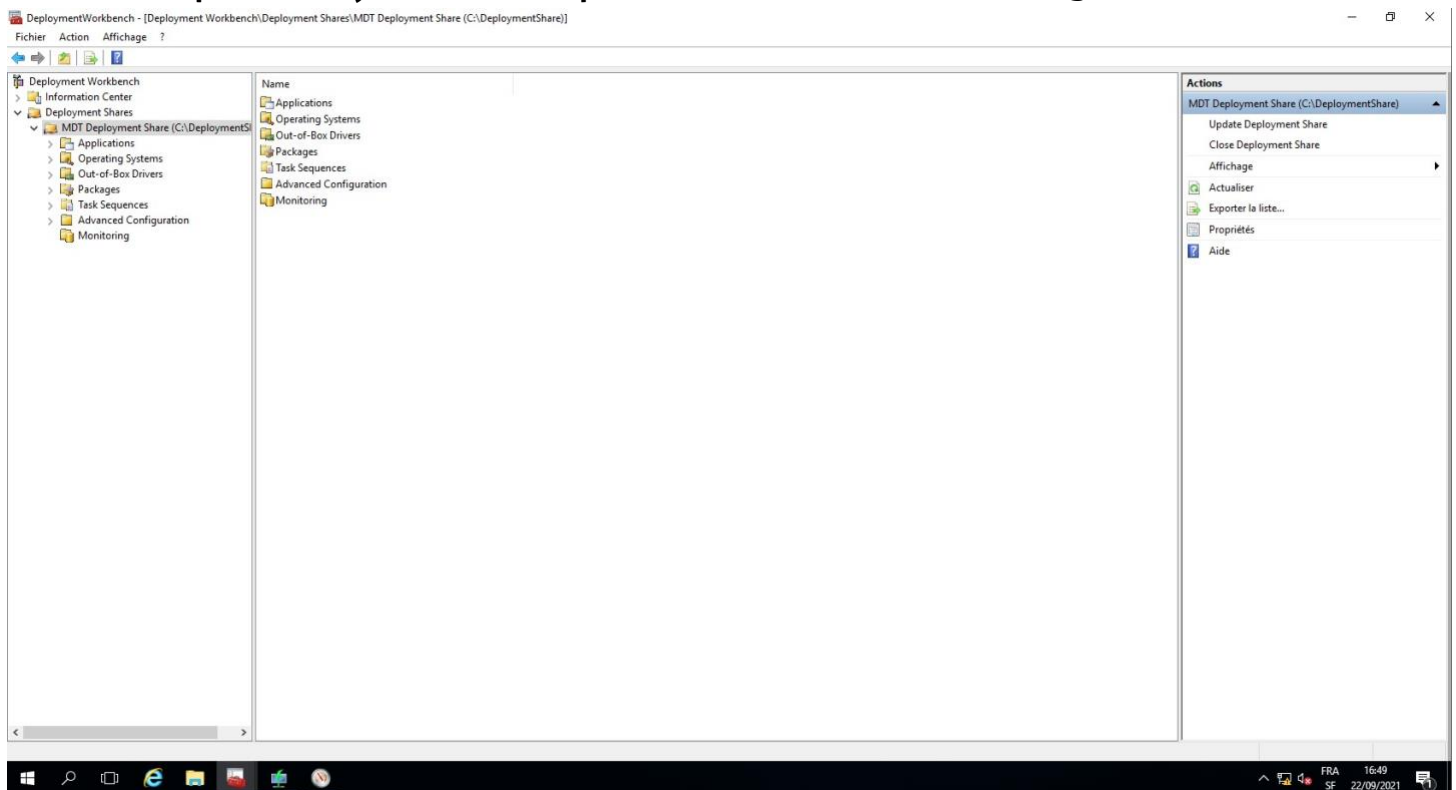 DeploymentWorkbench - [Deployment Workbench\Deployment Shares\MDT Deployment Share (C:\DeploymentShare)]
Fichier Action Affichage ?
Deployment Workbench
Information Center
Deployment Shares
MDT Deployment Share (C:\DeploymentS
Applications
Operating Systems
Out-of-Box Drivers
Packages
Task Sequences
Advanced Configuration
Monitoring
Name
Applications
Operating Systems
Out-of-Box Drivers
Packages
Task Sequences
Advanced Configuration
Monitoring
Actions
MDT Deployment Share (C:\DeploymentShare)
Update Deployment Share
Close Deployment Share
Affichage
Actualiser
Exporter la liste...
Propriétés
Aide
FRA 16:49
SF 22/09/2021